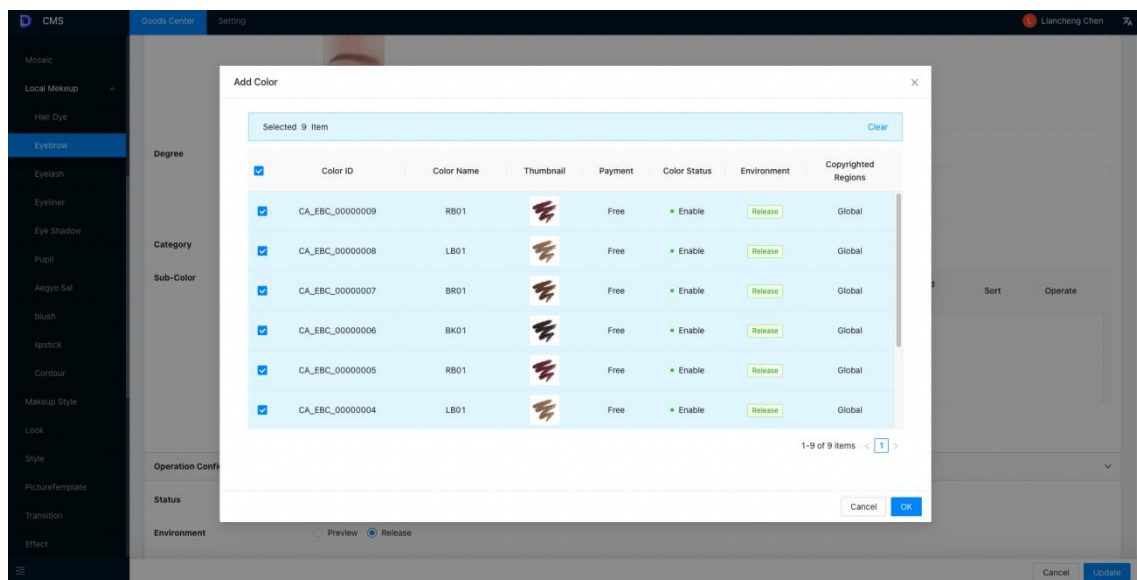 CMS
Goods Center
Setting
Liancheng Chen
Mosaic
Local Mekeup
Hair Dye
Eyebrow
Eyelash
Eyeliner
Eye Shadow
Pupil
Aegyo Sal
blush
lipstick
Contour
Makeup Style
Look
Style
PictureTemplate
Transition
Effect
Degree
Category
Sub-Color
Sort Operate
Operation Confi
Status
Environment Preview Release
Cancel Update
Add Color
Selected 9 Item Clear
Color ID Color Name Thumbnail Payment Color Status Environment Copyrighted Regions
CA_EBC_00000009 RB01 Free Enable Release Global
CA_EBC_00000008 LB01 Free Enable Release Global
CA_EBC_00000007 BR01 Free Enable Release Global
CA_EBC_00000006 BK01 Free Enable Release Global
CA_EBC_00000005 RB01 Free Enable Release Global
CA_EBC_00000004 LB01 Free Enable Release Global
1-9 of 9 items < 1 >
Cancel OK